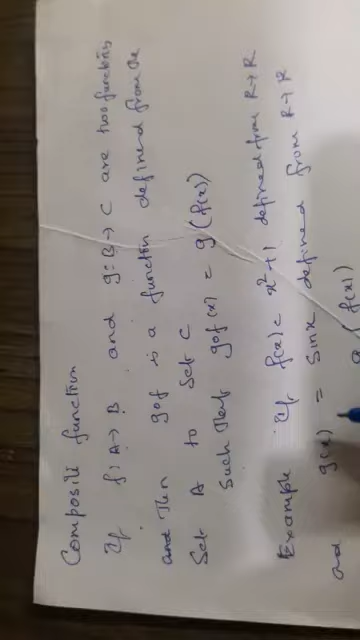 Composite function
If f: A→ B and g: B → C are two functions
and then gof is a function defined from the
Set A to Set C
Such that gof(x) = g(f(x))
Example If f(x) = x²+1 defined from R→R
and g(x) = Sinx defined from R→R
g(f(x)